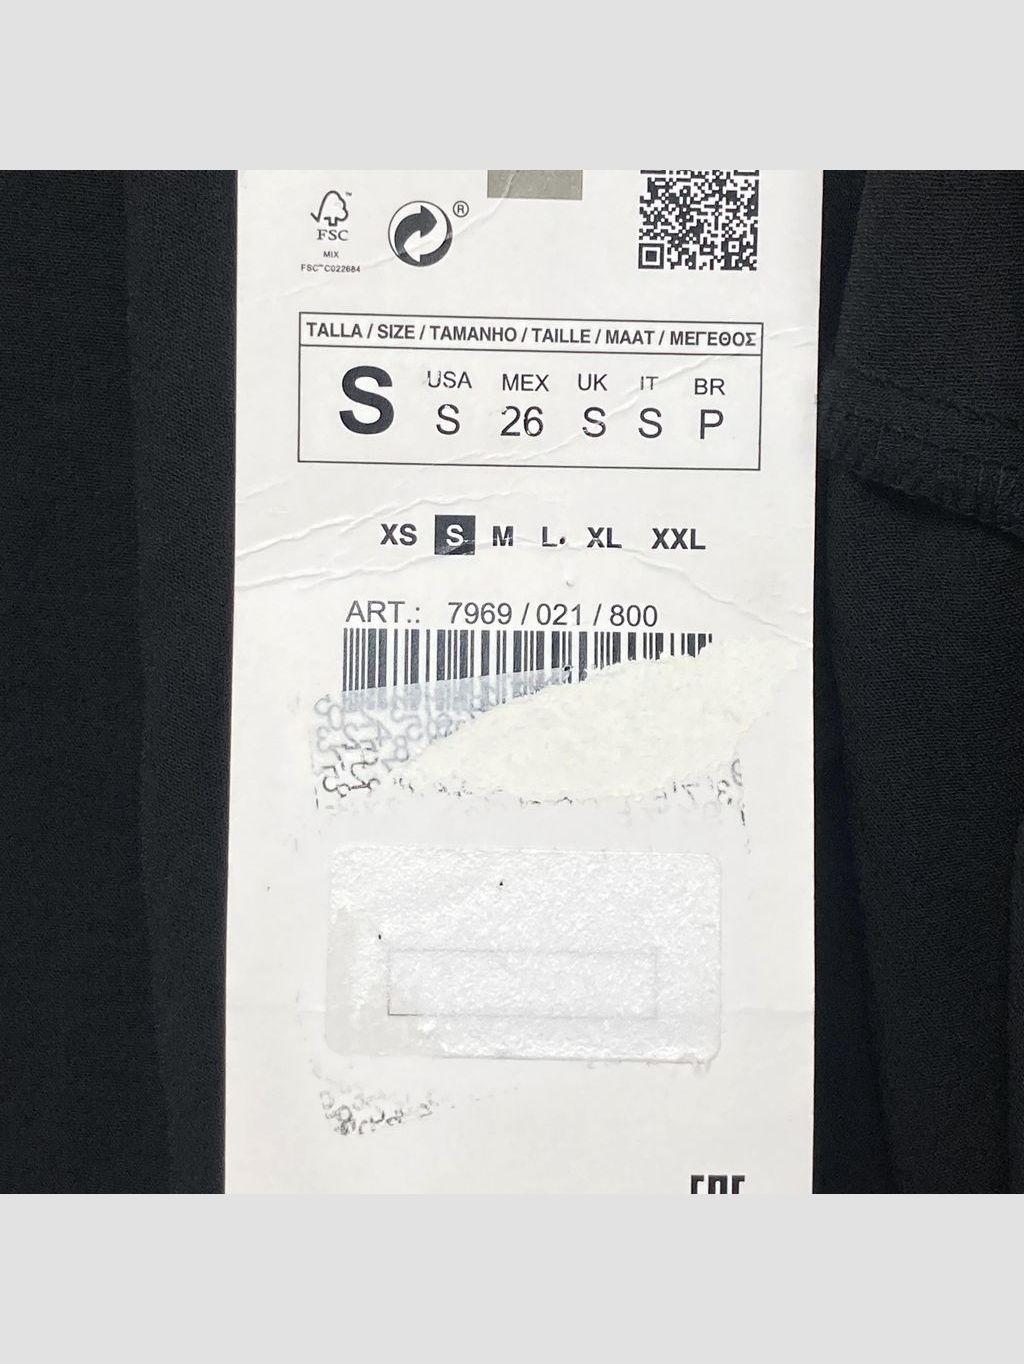 FSC™
®
MIX
FSC™ C022684
TALLA / SIZE / TAMANHO / TAILLE / MAAT / ΜΕΓΕΘΟΣ
S
USA MEX UK IT BR
S 26 S S P
XS S M L XL XXL
ART.: 7969 / 021 / 800